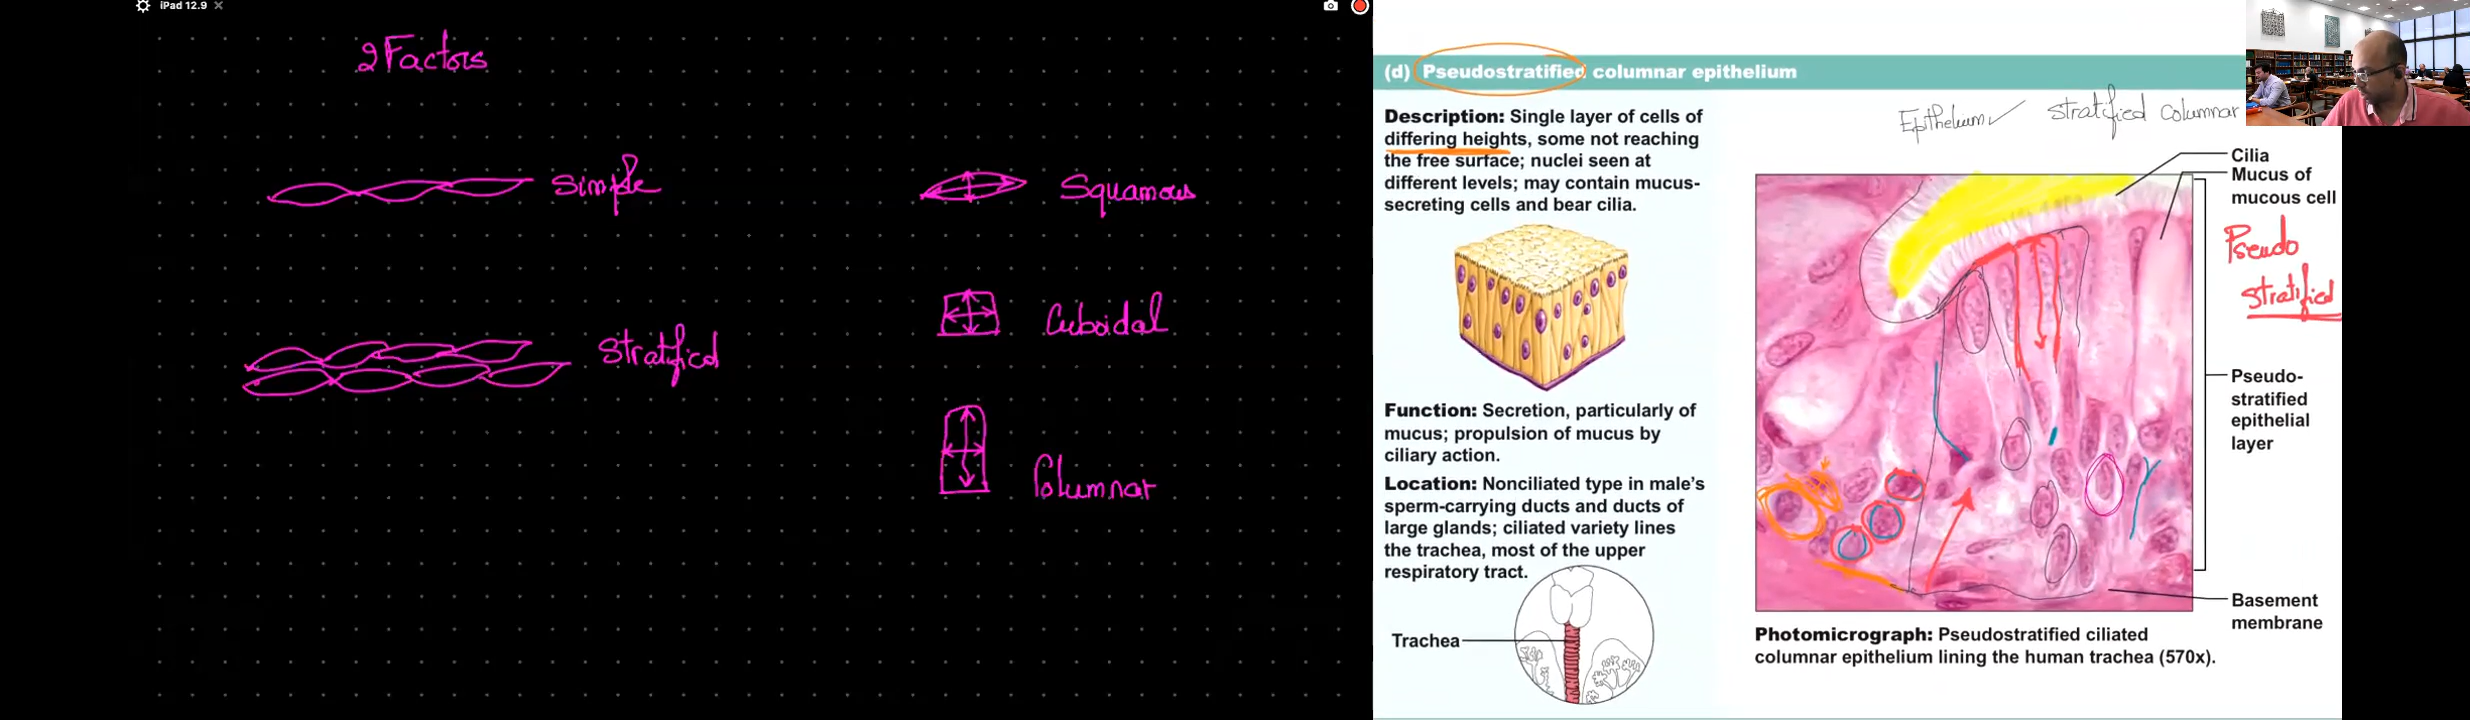 iPad 12.9
2 Factors
Simple
Squamous
Cuboidal
Stratified
Columnar
(d) Pseudostratified columnar epithelium
Epithelium ✓ Stratified Columnar
Description: Single layer of cells of
differing heights, some not reaching
the free surface; nuclei seen at
different levels; may contain mucus-
secreting cells and bear cilia.
Function: Secretion, particularly of
mucus; propulsion of mucus by
ciliary action.
Location: Nonciliated type in male's
sperm-carrying ducts and ducts of
large glands; ciliated variety lines
the trachea, most of the upper
respiratory tract.
Trachea
Cilia
Mucus of
mucous cell
Pseudo
Stratified
Pseudo-
stratified
epithelial
layer
Basement
membrane
Photomicrograph: Pseudostratified ciliated
columnar epithelium lining the human trachea (570x).